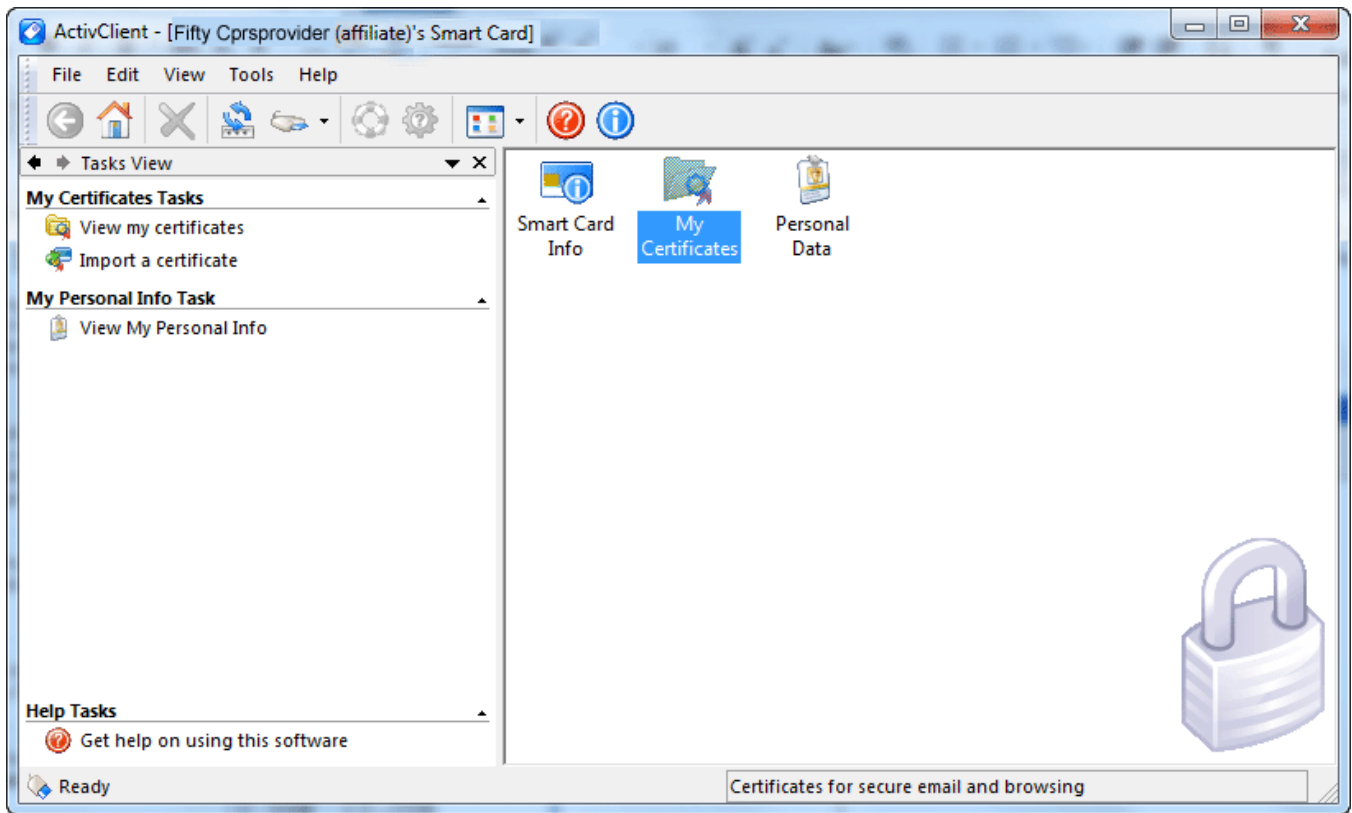 ActivClient - [Fifty Cprsprovider (affiliate)'s Smart Card]
File Edit View Tools Help
Tasks View
My Certificates Tasks
View my certificates
Import a certificate
My Personal Info Task
View My Personal Info
Help Tasks
Get help on using this software
Smart Card
Info
My
Certificates
Personal
Data
Ready
Certificates for secure email and browsing